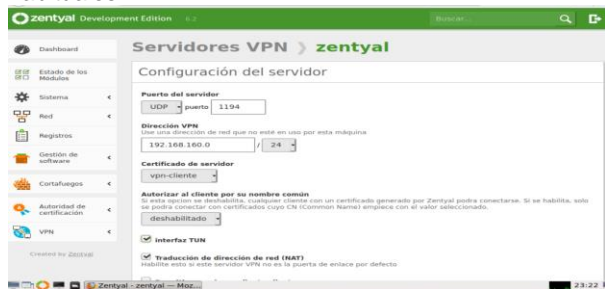 zentyal Development Edition 6.2
Buscar...
Dashboard
Estado de los
Módulos
Sistema
Red
Registros
Gestión de
software
Cortafuegos
Autoridad de
certificación
VPN
Created by Zentyal
Servidores VPN zentyal
Configuración del servidor
Puerto del servidor
UDP puerto 1194
Dirección VPN
Use una dirección de red que no esté en uso por esta máquina
192.168.160.0 / 24
Certificado de servidor
vpn-cliente
Autorizar al cliente por su nombre común
Si esta opción se deshabilita, cualquier cliente con un certificado generado por Zentyal podrá conectarse. Si se habilita, solo
se podrá conectar con certificados cuyo CN (Common Name) empiece con el valor seleccionado.
deshabilitado
interfaz TUN
Traducción de dirección de red (NAT)
Habilite esto si este servidor VPN no es la puerta de enlace por defecto
Zentyal - zentyal — Moz...
23:22